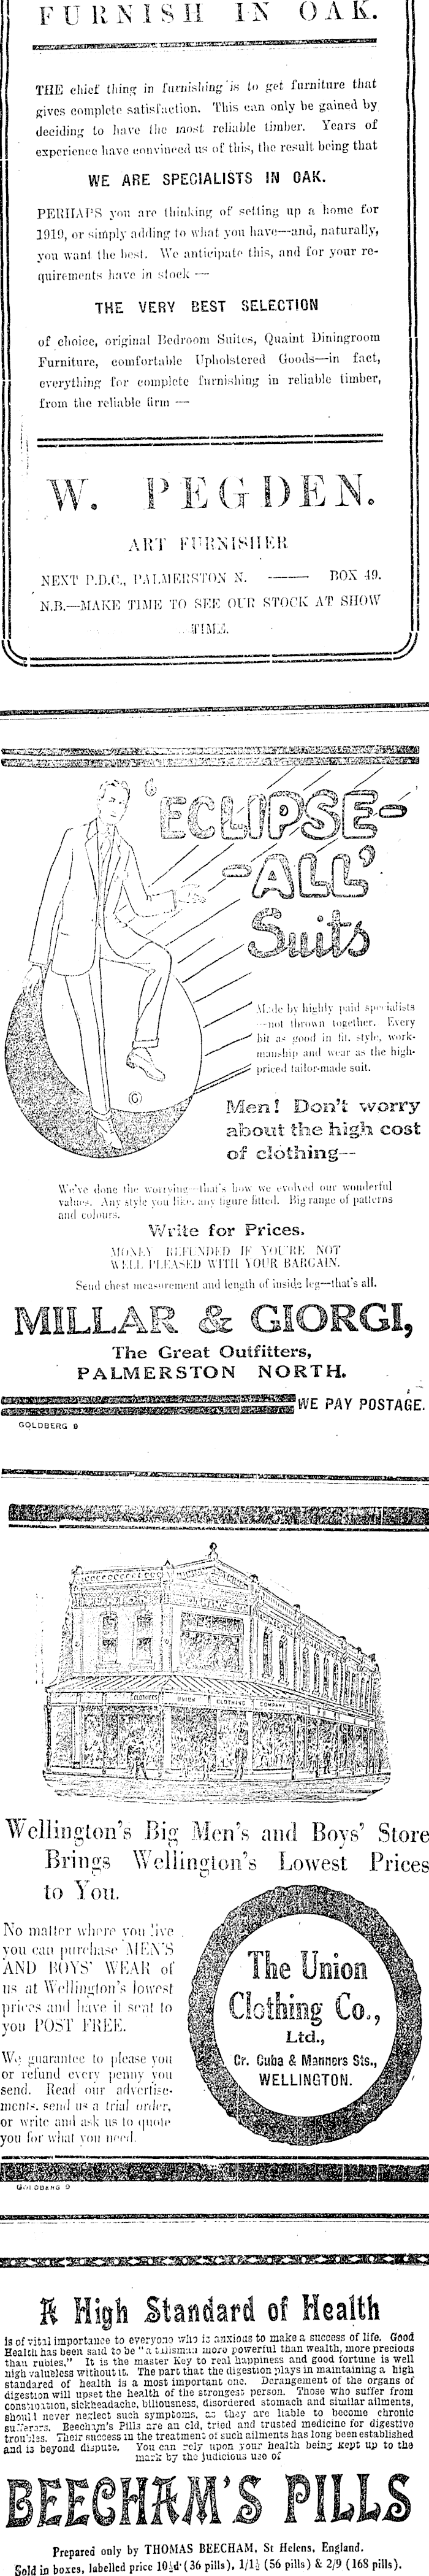 FURNISH IN OAK.
THE chief thing in furnishing is to get furniture that
gives complete satisfaction. This can only be gained by
deciding to have the most reliable timber. Years of
experience have convinced us of this, the result being that
WE ARE SPECIALISTS IN OAK.
PERHAPS you are thinking of setting up a home for
1919, or simply adding to what you have—and, naturally,
you want the best. We anticipate this, and for your re-
quirements have in stock —
THE VERY BEST SELECTION
of choice, original Bedroom Suites, Quaint Diningroom
Furniture, comfortable Upholstered Goods—in fact,
everything for complete furnishing in reliable timber,
from the reliable firm —
W. PEGDEN.
ART FURNISHER
NEXT P.D.C., PALMERSTON N. —— BOX 49.
N.B.—MAKE TIME TO SEE OUR STOCK AT SHOW
TIME.
'ECLIPSE-
-ALL'
Suits
Made by highly paid specialists
—not thrown together. Every
bit as good in fit, style, work-
manship and wear as the high-
priced tailor-made suit.
G
Men! Don't worry
about the high cost
of clothing—
We've done the worrying—that's how we evolved our wonderful
values. Any style you like, any figure fitted. Big range of patterns
and colours.
Write for Prices.
MONEY REFUNDED IF YOU'RE NOT
WELL PLEASED WITH YOUR BARGAIN.
Send chest measurement and length of inside leg—that's all.
MILLAR & GIORGI,
The Great Outfitters,
PALMERSTON NORTH.
WE PAY POSTAGE.
GOLDBERG 9
CLOTHIERS UNION CLOTHING COMPANY
Wellington's Big Men's and Boys' Store
Brings Wellington's Lowest Prices
to You.
No matter where you live
you can purchase MEN'S
AND BOYS' WEAR of
us at Wellington's lowest
prices and have it sent to
you POST FREE.
We guarantee to please you
or refund every penny you
send. Read our advertise-
ments, send us a trial order,
or write and ask us to quote
you for what you need.
The Union
Clothing Co.,
Ltd.,
Cr. Cuba & Manners Sts.,
WELLINGTON.
GOLDBERG 9
A High Standard of Health
is of vital importance to everyone who is anxious to make a success of life. Good
Health has been said to be "a talisman more powerful than wealth, more precious
than rubies." It is the master key to real happiness and good fortune is well
nigh valueless without it. The part that the digestion plays in maintaining a high
standard of health is a most important one. Derangement of the organs of
digestion will upset the health of the strongest person. Those who suffer from
constipation, sickheadache, biliousness, disordered stomach and similar ailments,
should never neglect such symptoms, as they are liable to become chronic
sufferers. Beecham's Pills are an old, tried and trusted medicine for digestive
troubles. Their success in the treatment of such ailments has long been established
and is beyond dispute. You can rely upon your health being kept up to the
mark by the judicious use of
BEECHAM'S PILLS
Prepared only by THOMAS BEECHAM, St Helens, England.
Sold in boxes, labelled price 10½d (36 pills), 1/1½ (56 pills) & 2/9 (168 pills).